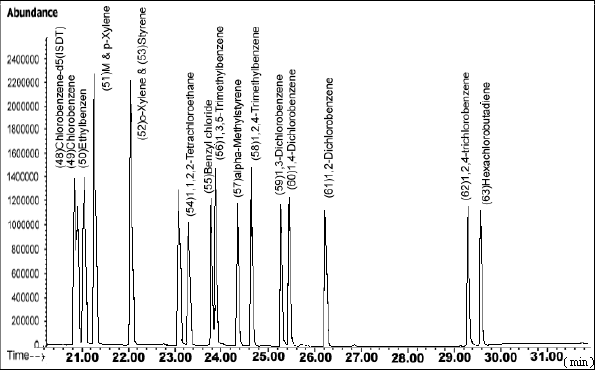 Abundance
(48)Chlorobenzene-d5(ISDT)
(49)Chlorobenzene
(50)Ethylbenzen
(51)M & p-Xylene
(52)o-Xylene & (53)Styrene
(54)1,1,2,2-Tetrachloroethane
(55)Benzyl chloride
(56)1,3,5-Trimethylbenzene
(57)alpha-Methylstyrene
(58)1,2,4-Trimethylbenzene
(59)1,3-Dichlorobenzene
(60)1,4-Dichlorobenzene
(61)1,2-Dichlorobenzene
(62)1,2,4-trichlorobenzene
(63)Hexachlorobutadiene
2600000
2400000
2200000
2000000
1800000
1600000
1400000
1200000
1000000
800000
600000
400000
200000
0
Time--> 21.00 22.00 23.00 24.00 25.00 26.00 27.00 28.00 29.00 30.00 31.00 (min)